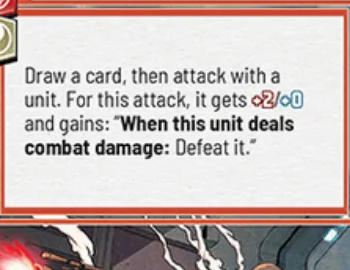 Draw a card, then attack with a
unit. For this attack, it gets +2/+0
and gains: "When this unit deals
combat damage: Defeat it."